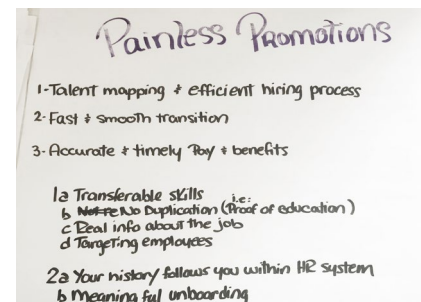 Painless Promotions
1-Talent mapping & efficient hiring process
2-Fast & smooth transition
3-Accurate & timely Pay & benefits
1a Transferable skills
b No Duplication (i.e: Proof of education)
c Real info about the job
d Targeting employees
2a Your history follows you within HR system
b Meaningful unboarding